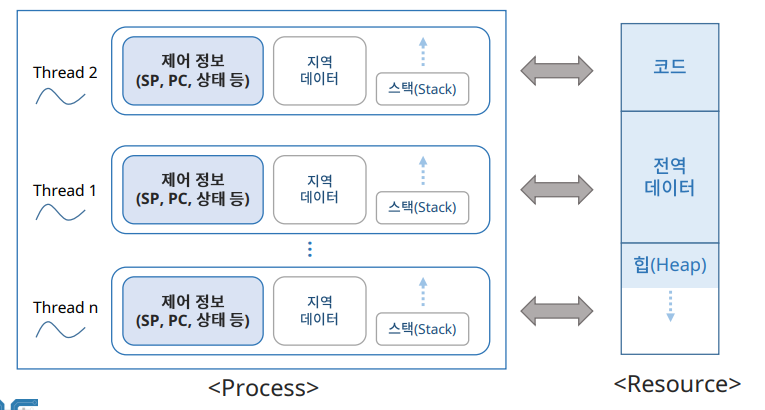 Thread 2
제어 정보
(SP, PC, 상태 등)
지역
데이터
스택(Stack)
코드
Thread 1
제어 정보
(SP, PC, 상태 등)
지역
데이터
스택(Stack)
전역
데이터
힙(Heap)
Thread n
제어 정보
(SP, PC, 상태 등)
지역
데이터
스택(Stack)
<Process>
<Resource>